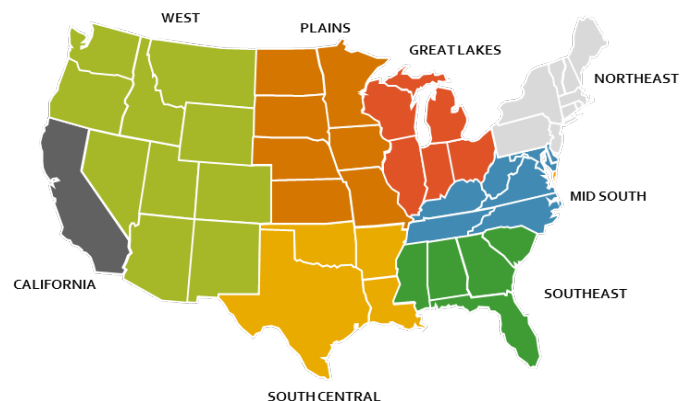 WEST
PLAINS
GREAT LAKES
NORTHEAST
MID SOUTH
CALIFORNIA
SOUTHEAST
SOUTH CENTRAL